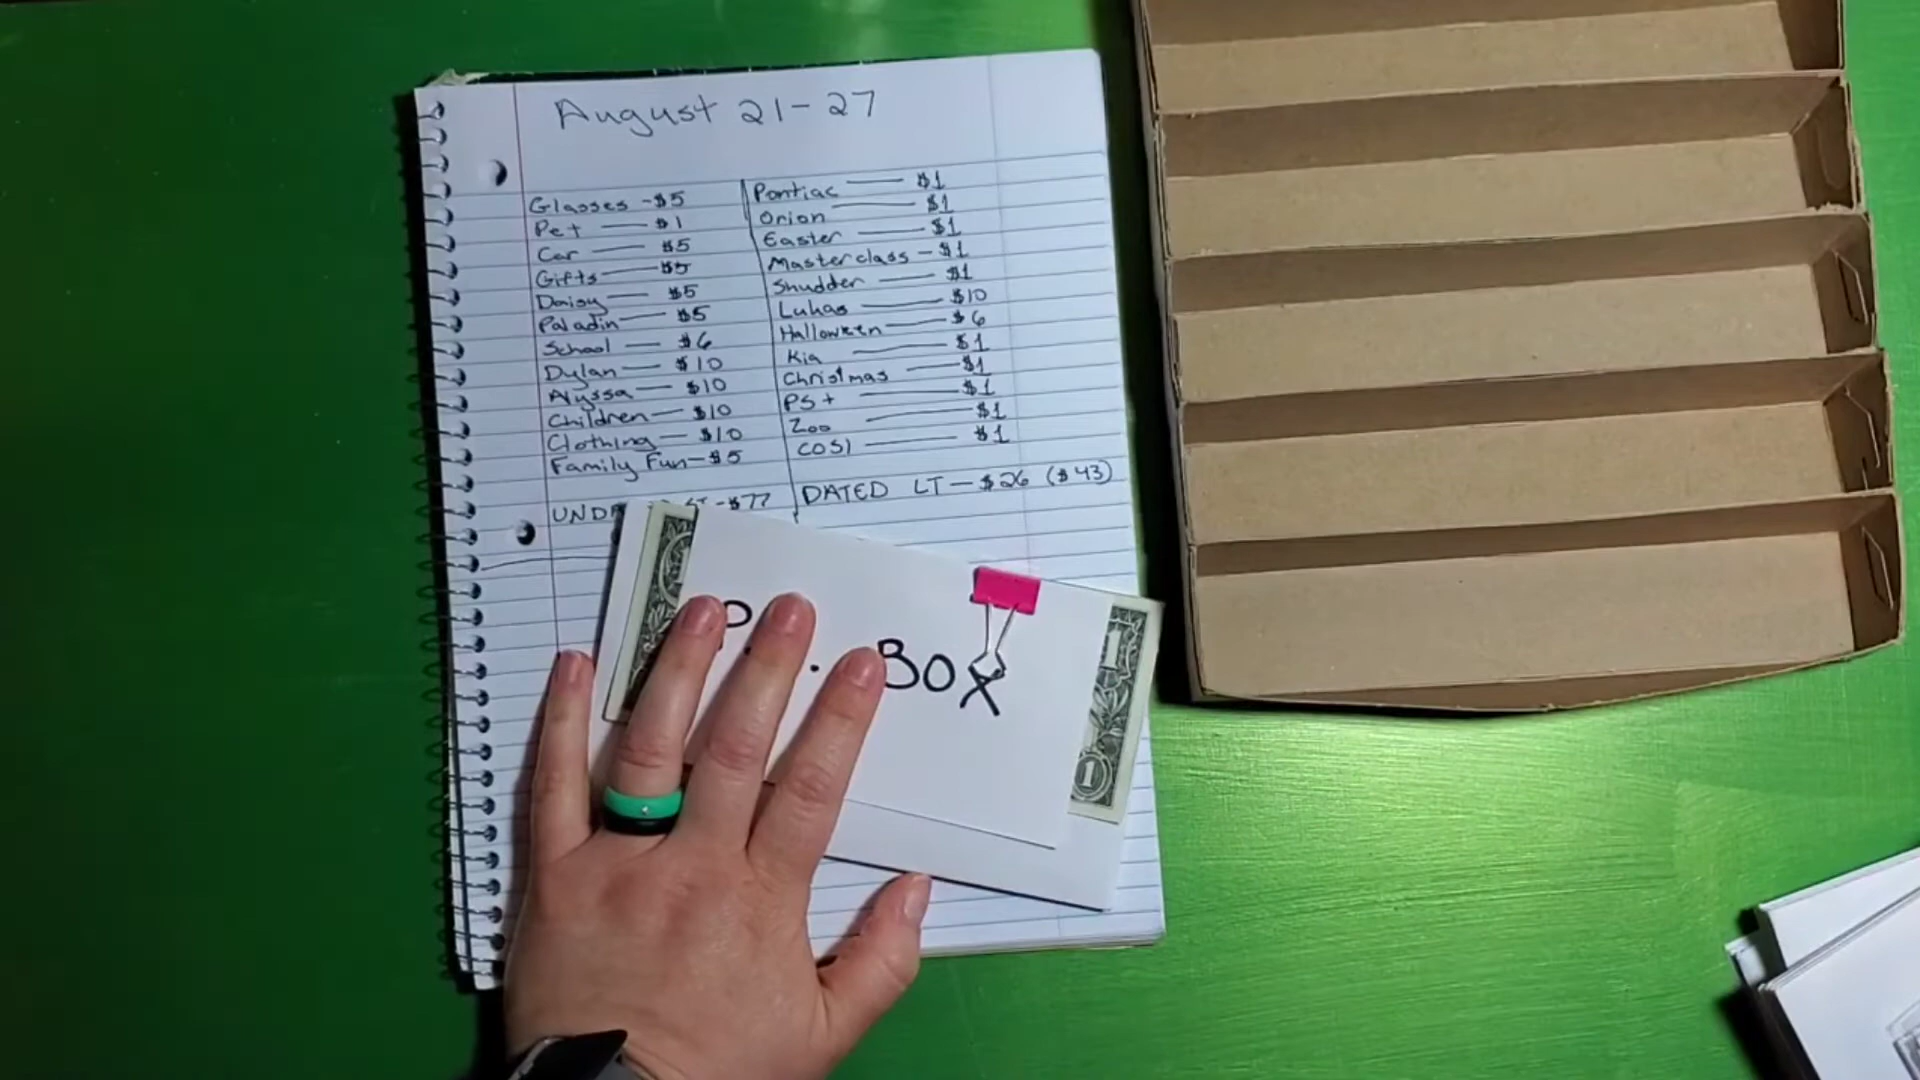 August 21-27
Glasses - $5
Pet — $1
Car — $5
Gifts — $5
Daisy — $5
Paladin — $5
School — $6
Dylan — $10
Alyssa — $10
Children — $10
Clothing — $10
Family Fun - $5
- $77
Pontiac — $1
Orion — $1
Easter — $1
Masterclass - $1
Shudder — $1
Lukas — $10
Halloween — $6
Kia — $1
Christmas — $1
PS+ — $1
Zoo — $1
COSI — $1
DATED LT - $26 ($43)
Box
1
1